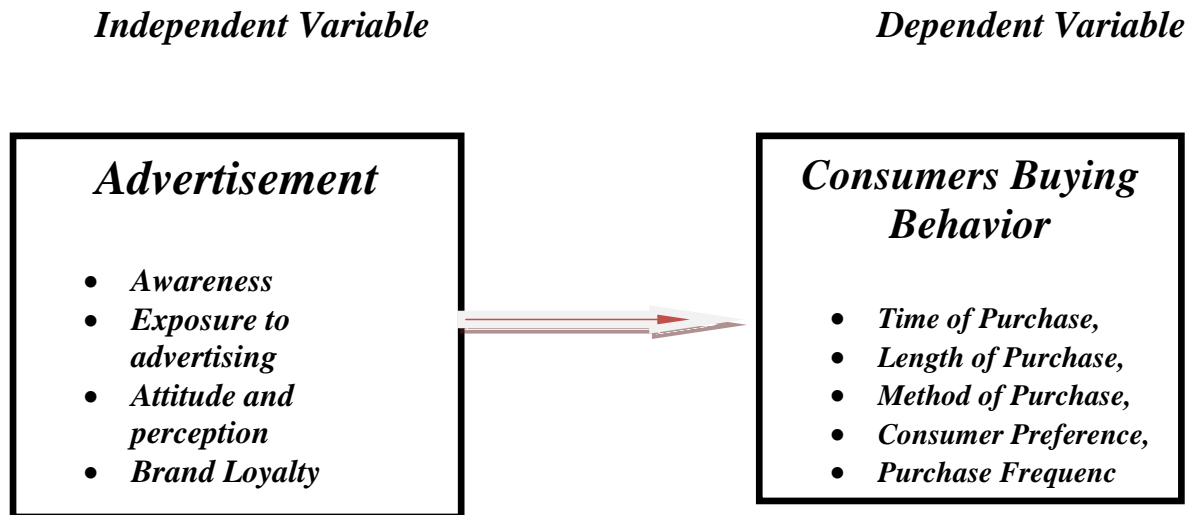 Independent Variable
Dependent Variable
Advertisement
• Awareness
• Exposure to
advertising
• Attitude and
perception
• Brand Loyalty
Consumers Buying
Behavior
• Time of Purchase,
• Length of Purchase,
• Method of Purchase,
• Consumer Preference,
• Purchase Frequenc